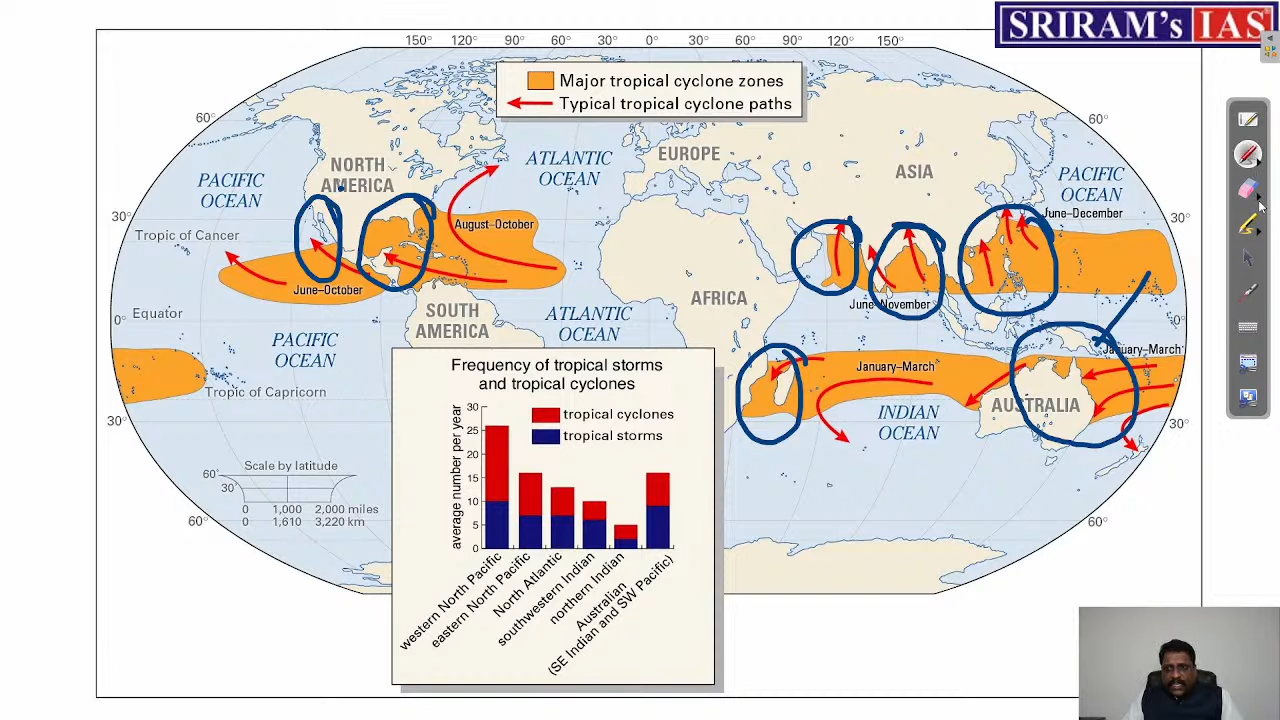 SRIRAM's IAS
150° 120° 90° 60° 30° 0° 30° 60° 90° 120° 150°
Major tropical cyclone zones
Typical tropical cyclone paths
60°
60°
NORTH
AMERICA
ATLANTIC
OCEAN
EUROPE
ASIA
PACIFIC
OCEAN
PACIFIC
OCEAN
30°
August–October
June–December
30°
Tropic of Cancer
June–October
AFRICA
June–November
Equator
0°
SOUTH
AMERICA
ATLANTIC
OCEAN
0°
PACIFIC
OCEAN
January–March
January–March
Tropic of Capricorn
30°
INDIAN
OCEAN
AUSTRALIA
30°
Frequency of tropical storms
and tropical cyclones
average number per year
30
25
20
15
10
5
0
tropical cyclones
tropical storms
western North Pacific
eastern North Pacific
North Atlantic
southwestern Indian
northern Indian
Australian
(SE Indian and SW Pacific)
Scale by latitude
60°
30°
0 1,000 2,000 miles
0 1,610 3,220 km
60°
60°